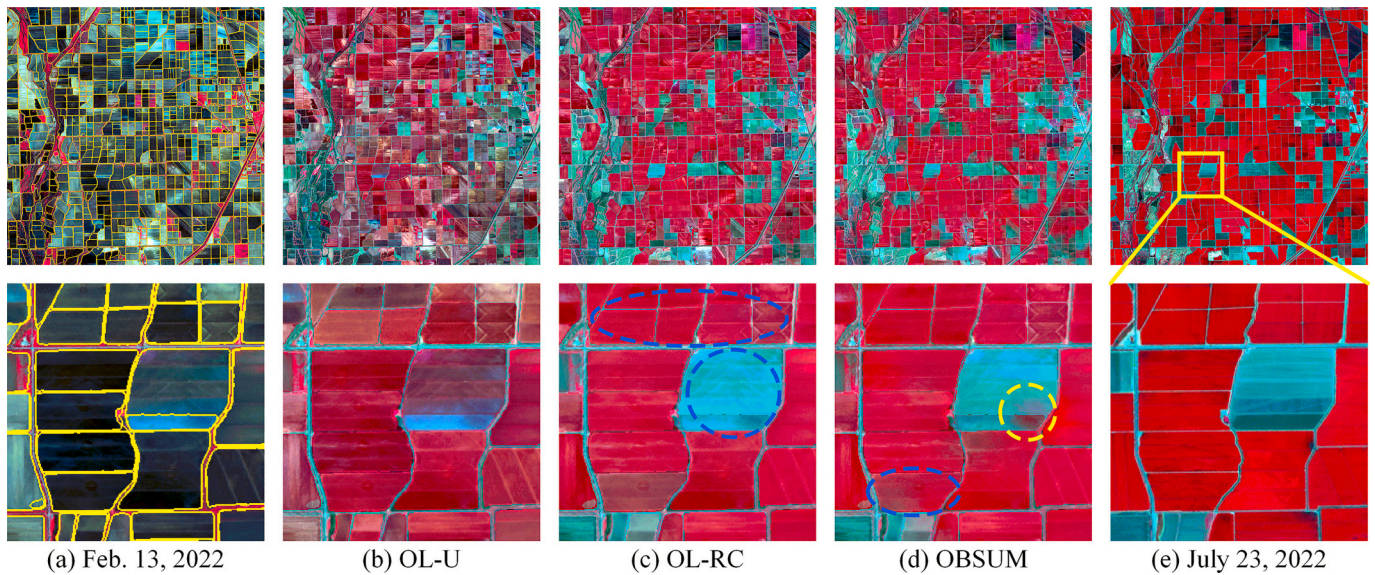 (a) Feb. 13, 2022
(b) OL-U
(c) OL-RC
(d) OBSUM
(e) July 23, 2022